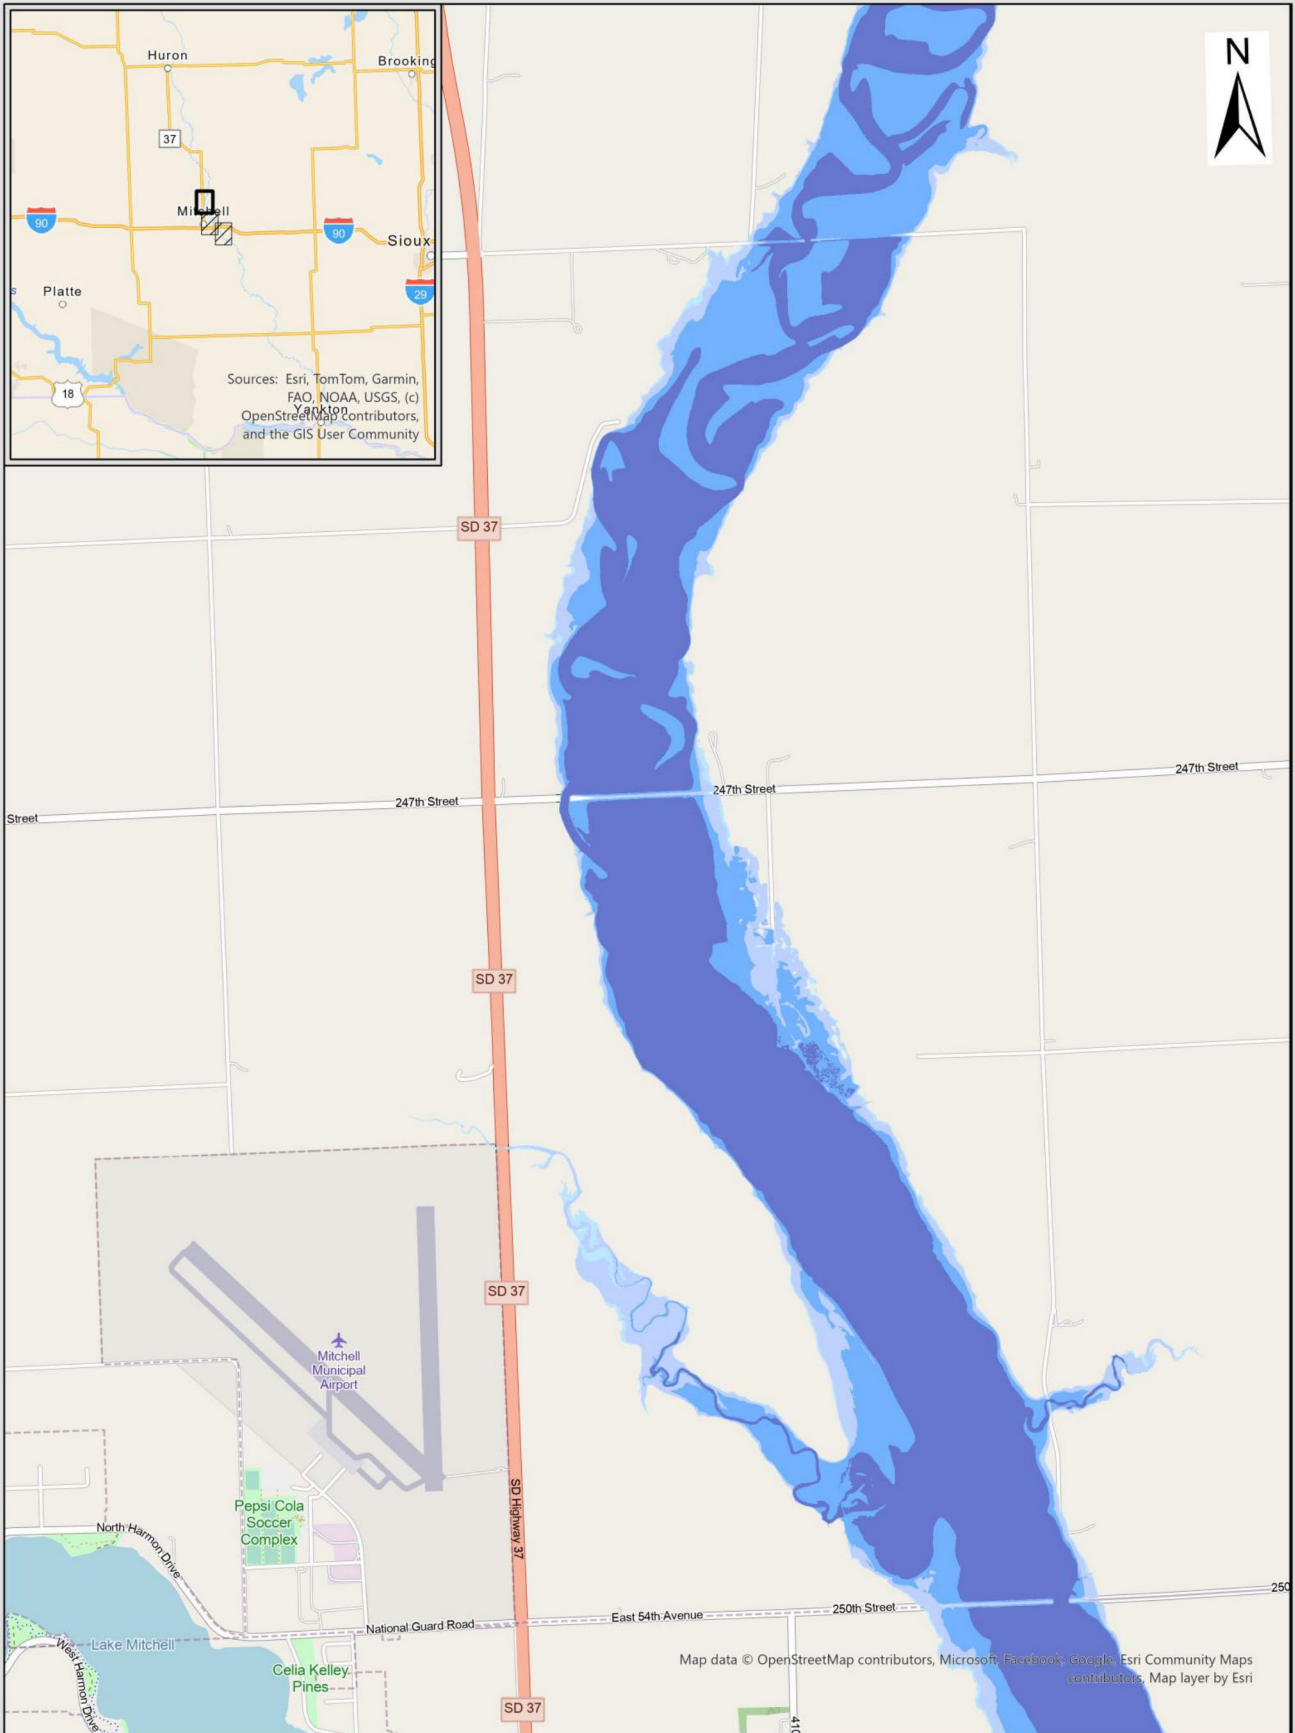 Huron
Brooking
37
Mitchell
90
90
Sioux
29
Platte
s
18
Yankton
Sources: Esri, TomTom, Garmin,
FAO, NOAA, USGS, (c)
OpenStreetMap contributors,
and the GIS User Community
N
SD 37
247th Street
247th Street
247th Street
Street
SD 37
SD 37
Mitchell
Municipal
Airport
SD Highway 37
Pepsi Cola
Soccer
Complex
North Harmon Drive
250
250th Street
East 54th Avenue
National Guard Road
Lake Mitchell
West Harmon Drive
Celia Kelley
Pines
Map data © OpenStreetMap contributors, Microsoft, Facebook, Google, Esri Community Maps
contributors, Map layer by Esri
SD 37
410